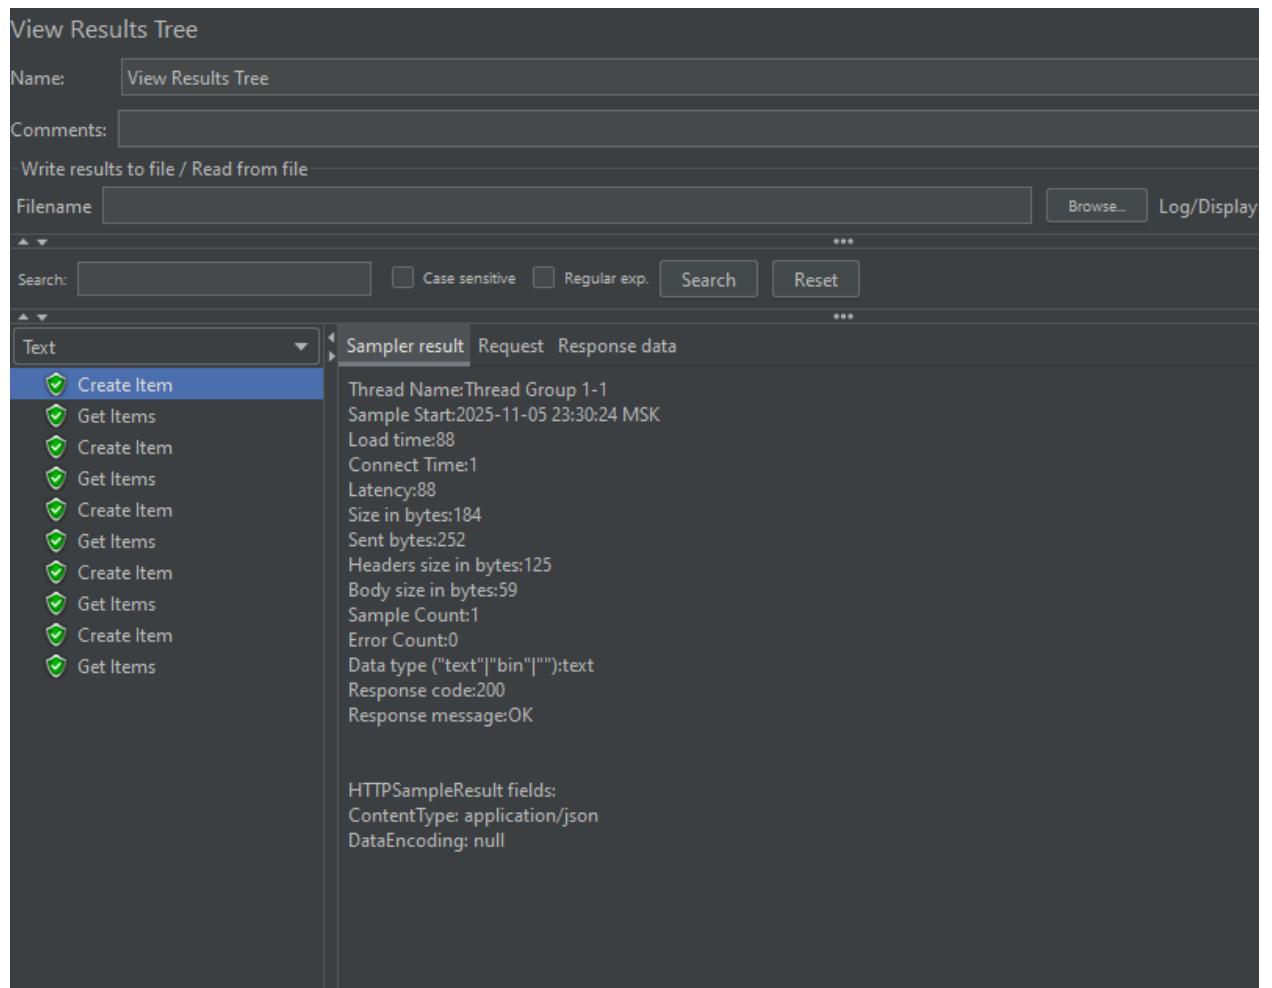 View Results Tree
Name: View Results Tree
Comments:
Write results to file / Read from file
Filename Browse... Log/Display
Search: Case sensitive Regular exp. Search Reset
Text
Create Item
Get Items
Create Item
Get Items
Create Item
Get Items
Create Item
Get Items
Create Item
Get Items
Sampler result Request Response data
Thread Name:Thread Group 1-1
Sample Start:2025-11-05 23:30:24 MSK
Load time:88
Connect Time:1
Latency:88
Size in bytes:184
Sent bytes:252
Headers size in bytes:125
Body size in bytes:59
Sample Count:1
Error Count:0
Data type ("text"|"bin"|""):text
Response code:200
Response message:OK
HTTPSampleResult fields:
ContentType: application/json
DataEncoding: null